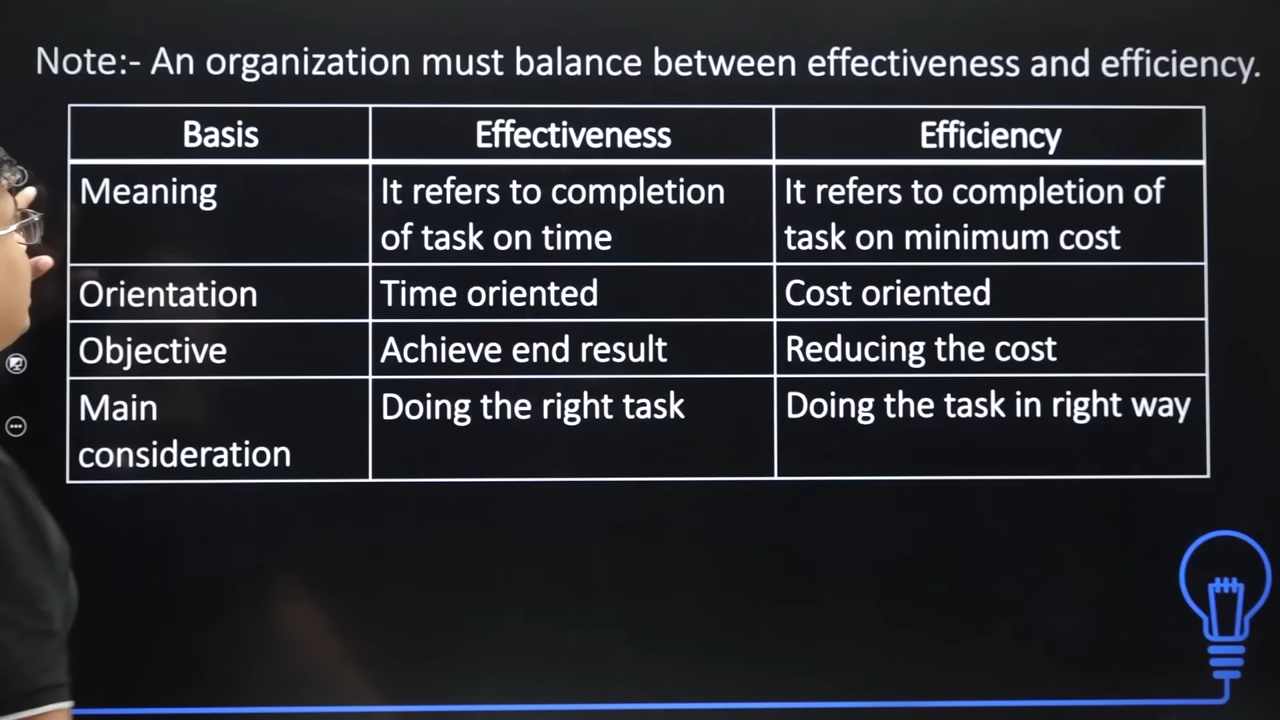 Note:- An organization must balance between effectiveness and efficiency.
Basis Effectiveness Efficiency
Meaning It refers to completion It refers to completion of
of task on time task on minimum cost
Orientation Time oriented Cost oriented
Objective Achieve end result Reducing the cost
Main Doing the right task Doing the task in right way
consideration